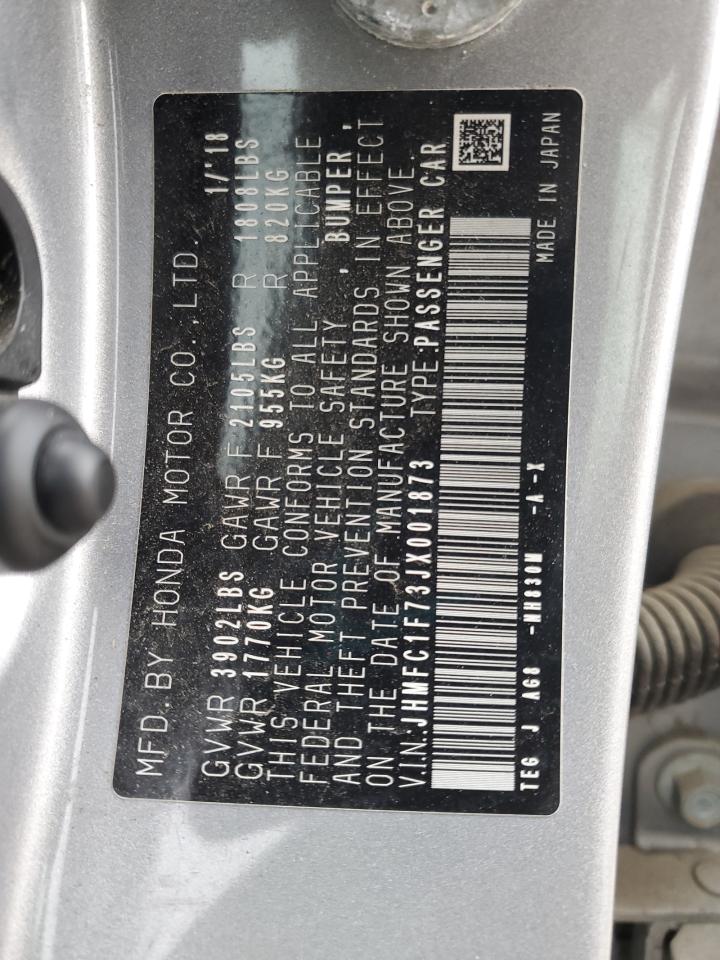 MFD. BY HONDA MOTOR CO., LTD. 1/'18
GVWR 3902LBS GAWR F 2105LBS R 1808LBS
GVWR 1770KG GAWR F 955KG R 820KG
THIS VEHICLE CONFORMS TO ALL APPLICABLE
FEDERAL MOTOR VEHICLE SAFETY , BUMPER ,
AND THEFT PREVENTION STANDARDS IN EFFECT
ON THE DATE OF MANUFACTURE SHOWN ABOVE.
V.I.N. JHMFC1F73JX001873 TYPE:PASSENGER CAR
TEG J AG8 -NH830M -A-X MADE IN JAPAN